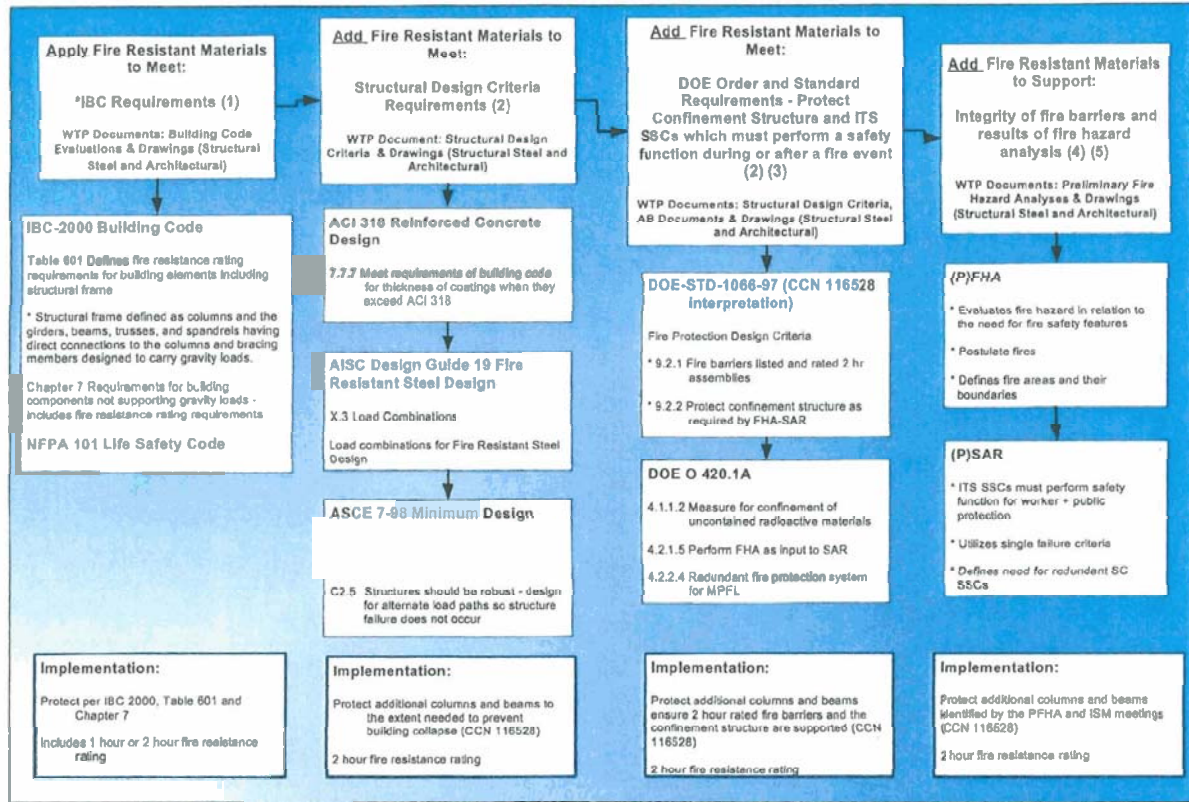 Apply Fire Resistant Materials
to Meet:
*IBC Requirements (1)
WTP Documents: Building Code
Evaluations & Drawings (Structural
Steel and Architectural)
IBC-2000 Building Code
Table 601 Defines fire resistance rating
requirements for building elements including
structural frame
* Structural frame defined as columns and the
girders, beams, trusses, and spandrels having
direct connections to the columns and bracing
members designed to carry gravity loads.
Chapter 7 Requirements for building
components not supporting gravity loads -
includes fire resistance rating requirements
NFPA 101 Life Safety Code
Implementation:
Protect per IBC 2000, Table 601 and
Chapter 7
Includes 1 hour or 2 hour fire resistance
rating
Add Fire Resistant Materials to
Meet:
Structural Design Criteria
Requirements (2)
WTP Document: Structural Design
Criteria & Drawings (Structural Steel and
Architectural)
ACI 318 Reinforced Concrete
Design
7.7.7 Meet requirements of building code
for thickness of coatings when they
exceed ACI 318
AISC Design Guide 19 Fire
Resistant Steel Design
X.3 Load Combinations
Load combinations for Fire Resistant Steel
Design
ASCE 7-98 Minimum Design
C2.5 Structures should be robust - design
for alternate load paths so structure
failure does not occur
Implementation:
Protect additional columns and beams to
the extent needed to prevent
building collapse (CCN 116528)
2 hour fire resistance rating
Add Fire Resistant Materials to
Meet:
DOE Order and Standard
Requirements - Protect
Confinement Structure and ITS
SSCs which must perform a safety
function during or after a fire event
(2) (3)
WTP Documents: Structural Design Criteria,
AB Documents & Drawings (Structural Steel
and Architectural)
DOE-STD-1066-97 (CCN 116528
interpretation)
Fire Protection Design Criteria
* 9.2.1 Fire barriers listed and rated 2 hr
assemblies
* 9.2.2 Protect confinement structure as
required by FHA-SAR
DOE O 420.1A
4.1.1.2 Measure for confinement of
uncontained radioactive materials
4.2.1.5 Perform FHA as input to SAR
4.2.2.4 Redundant fire protection system
for MPFL
Implementation:
Protect additional columns and beams
ensure 2 hour rated fire barriers and the
confinement structure are supported (CCN
116528)
2 hour fire resistance rating
Add Fire Resistant Materials
to Support:
Integrity of fire barriers and
results of fire hazard
analysis (4) (5)
WTP Documents: Preliminary Fire
Hazard Analyses & Drawings
(Structural Steel and Architectural)
(P)FHA
* Evaluates fire hazard in relation to
the need for fire safety features
* Postulate fires
* Defines fire areas and their
boundaries
(P)SAR
* ITS SSCs must perform safety
function for worker + public
protection
* Utilizes single failure criteria
* Defines need for redundant SC
SSCs
Implementation:
Protect additional columns and beams
identified by the PFHA and ISM meetings
(CCN 116528)
2 hour fire resistance rating